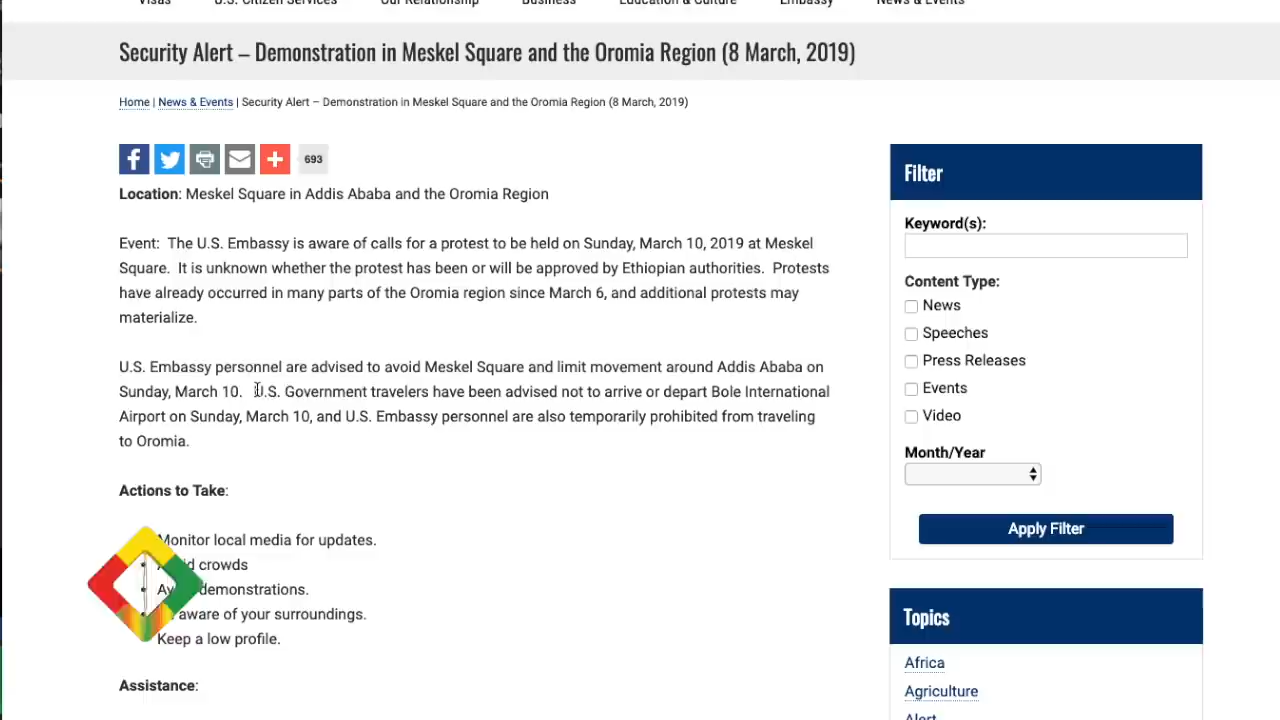 Visas U.S. Citizen Services Our Relationship Business Education & Culture Embassy News & Events
Security Alert – Demonstration in Meskel Square and the Oromia Region (8 March, 2019)
Home | News & Events | Security Alert – Demonstration in Meskel Square and the Oromia Region (8 March, 2019)
693
Location: Meskel Square in Addis Ababa and the Oromia Region
Event: The U.S. Embassy is aware of calls for a protest to be held on Sunday, March 10, 2019 at Meskel
Square. It is unknown whether the protest has been or will be approved by Ethiopian authorities. Protests
have already occurred in many parts of the Oromia region since March 6, and additional protests may
materialize.
U.S. Embassy personnel are advised to avoid Meskel Square and limit movement around Addis Ababa on
Sunday, March 10. U.S. Government travelers have been advised not to arrive or depart Bole International
Airport on Sunday, March 10, and U.S. Embassy personnel are also temporarily prohibited from traveling
to Oromia.
Actions to Take:
Monitor local media for updates.
crowds
demonstrations.
aware of your surroundings.
Keep a low profile.
Assistance:
Filter
Keyword(s):
Content Type:
News
Speeches
Press Releases
Events
Video
Month/Year
Apply Filter
Topics
Africa
Agriculture
Alert